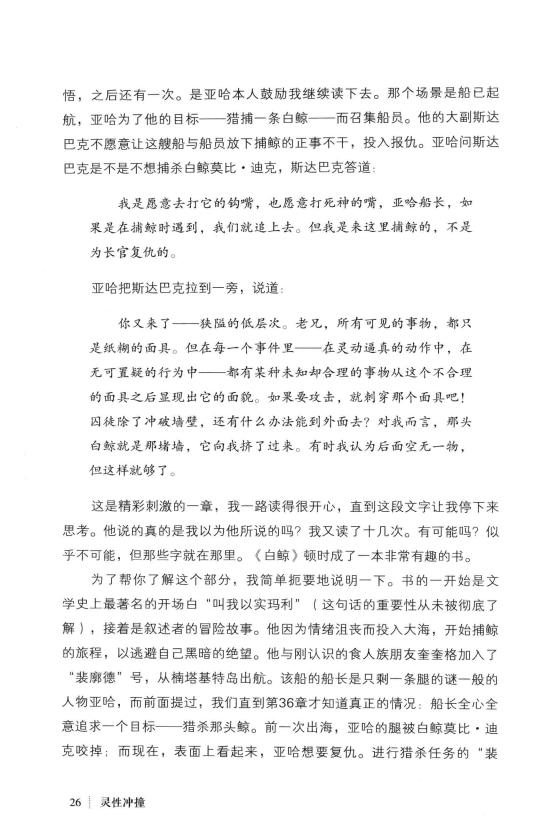 悟，之后还有一次。是亚哈本人鼓励我继续读下去。那个场景是船已起
航，亚哈为了他的目标——猎捕一条白鲸——而召集船员。他的大副斯达
巴克不愿意让这艘船与船员放下捕鲸的正事不干，投入报仇。亚哈问斯达
巴克是不是不想捕杀白鲸莫比·迪克，斯达巴克答道：
我是愿意去打它的钩嘴，也愿意打死神的嘴，亚哈船长，如
果是在捕鲸时遇到，我们就追上去。但我是来这里捕鲸的，不是
为长官复仇的。
亚哈把斯达巴克拉到一旁，说道：
你又来了——狭隘的低层次。老兄，所有可见的事物，都只
是纸糊的面具。但在每一个事件里——在灵动逼真的动作中，在
无可置疑的行为中——都有某种未知却合理的事物从这个不合理
的面具之后显现出它的面貌。如果要攻击，就刺穿那个面具吧！
囚徒除了冲破墙壁，还有什么办法能到外面去？对我而言，那头
白鲸就是那堵墙，它向我挤了过来。有时我认为后面空无一物，
但这样就够了。
这是精彩刺激的一章，我一路读得很开心，直到这段文字让我停下来
思考。他说的真的是我以为他所说的吗？我又读了十几次。有可能吗？似
乎不可能，但那些字就在那里。《白鲸》顿时成了一本非常有趣的书。
为了帮你了解这个部分，我简单扼要地说明一下。书的一开始是文
学史上最著名的开场白“叫我以实玛利”（这句话的重要性从未被彻底了
解），接着是叙述者的冒险故事。他因为情绪沮丧而投入大海，开始捕鲸
的旅程，以逃避自己黑暗的绝望。他与刚认识的食人族朋友奎奎格加入了
“裴廓德”号，从楠塔基特岛出航。该船的船长是只剩一条腿的谜一般的
人物亚哈，而前面提过，我们直到第36章才知道真正的情况：船长全心全
意追求一个目标——猎杀那头鲸。前一次出海，亚哈的腿被白鲸莫比·迪
克咬掉；而现在，表面上看起来，亚哈想要复仇。进行猎杀任务的“裴
26 灵性冲撞